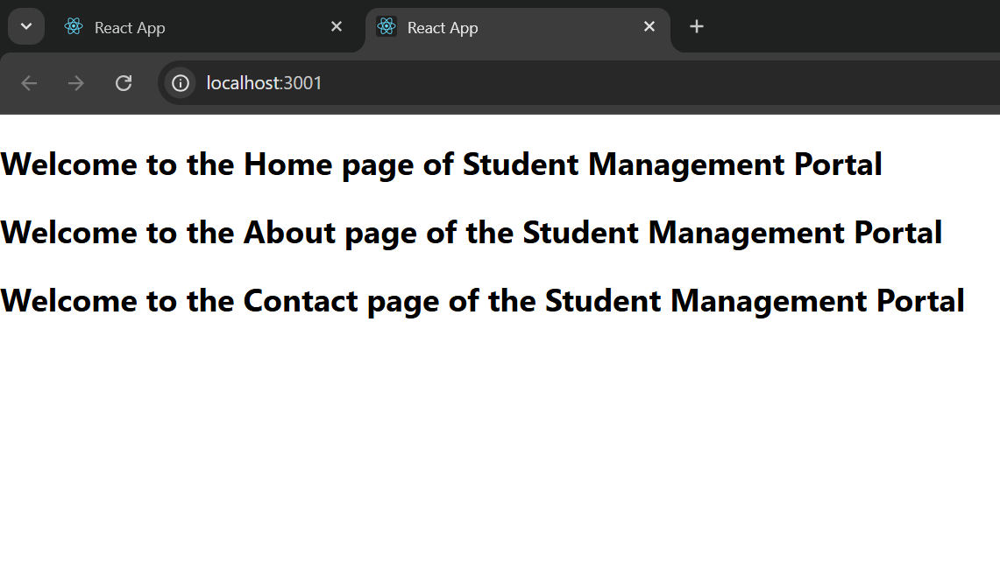 React App
React App
localhost:3001
Welcome to the Home page of Student Management Portal
Welcome to the About page of the Student Management Portal
Welcome to the Contact page of the Student Management Portal